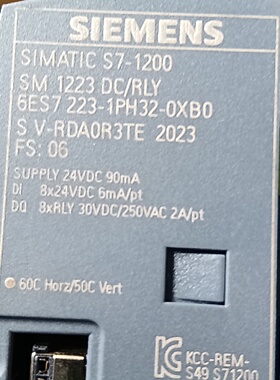 SIEMENS
SIMATIC S7-1200
SM 1223 DC/RLY
6ES7 223-1PH32-0XB0
S V-RDA0R3TE 2023
FS: 06
SUPPLY 24VDC 90mA
DI 8x24VDC 6mA/pt
DQ 8xRLY 30VDC/250VAC 2A/pt
60C Horz/50C Vert
KCC-REM-
S49 S71200